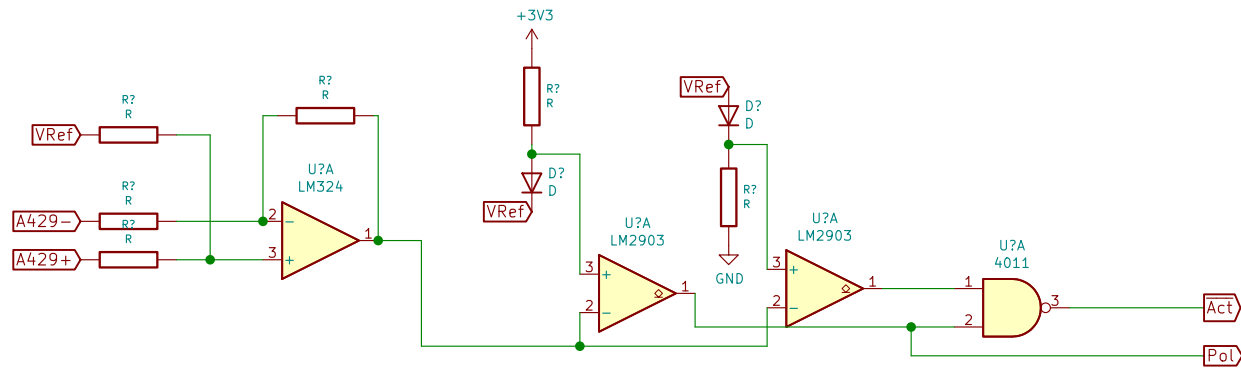 +3V3
R?
R
VRef
R?
R
U?A
LM324
R?
R
A429-
R?
R
A429+
2
3
1
R?
R
D?
D
VRef
VRef
D?
D
R?
R
GND
U?A
LM2903
3
2
1
U?A
LM2903
3
2
1
U?A
4011
1
2
3
Act
Pol